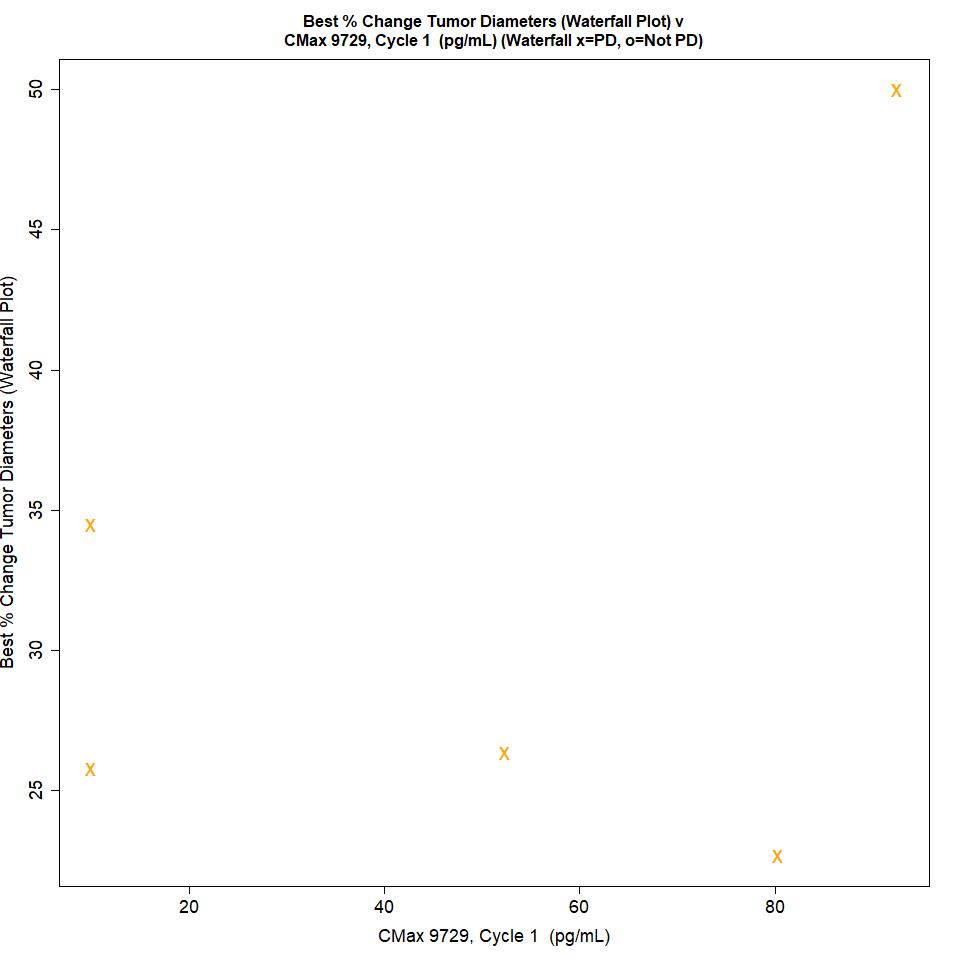 Best % Change Tumor Diameters (Waterfall Plot) v
CMax 9729, Cycle 1  (pg/mL) (Waterfall x=PD, o=Not PD)
Best % Change Tumor Diameters (Waterfall Plot)
50
45
40
35
30
25
X
X
X
X
X
20
40
60
80
CMax 9729, Cycle 1  (pg/mL)